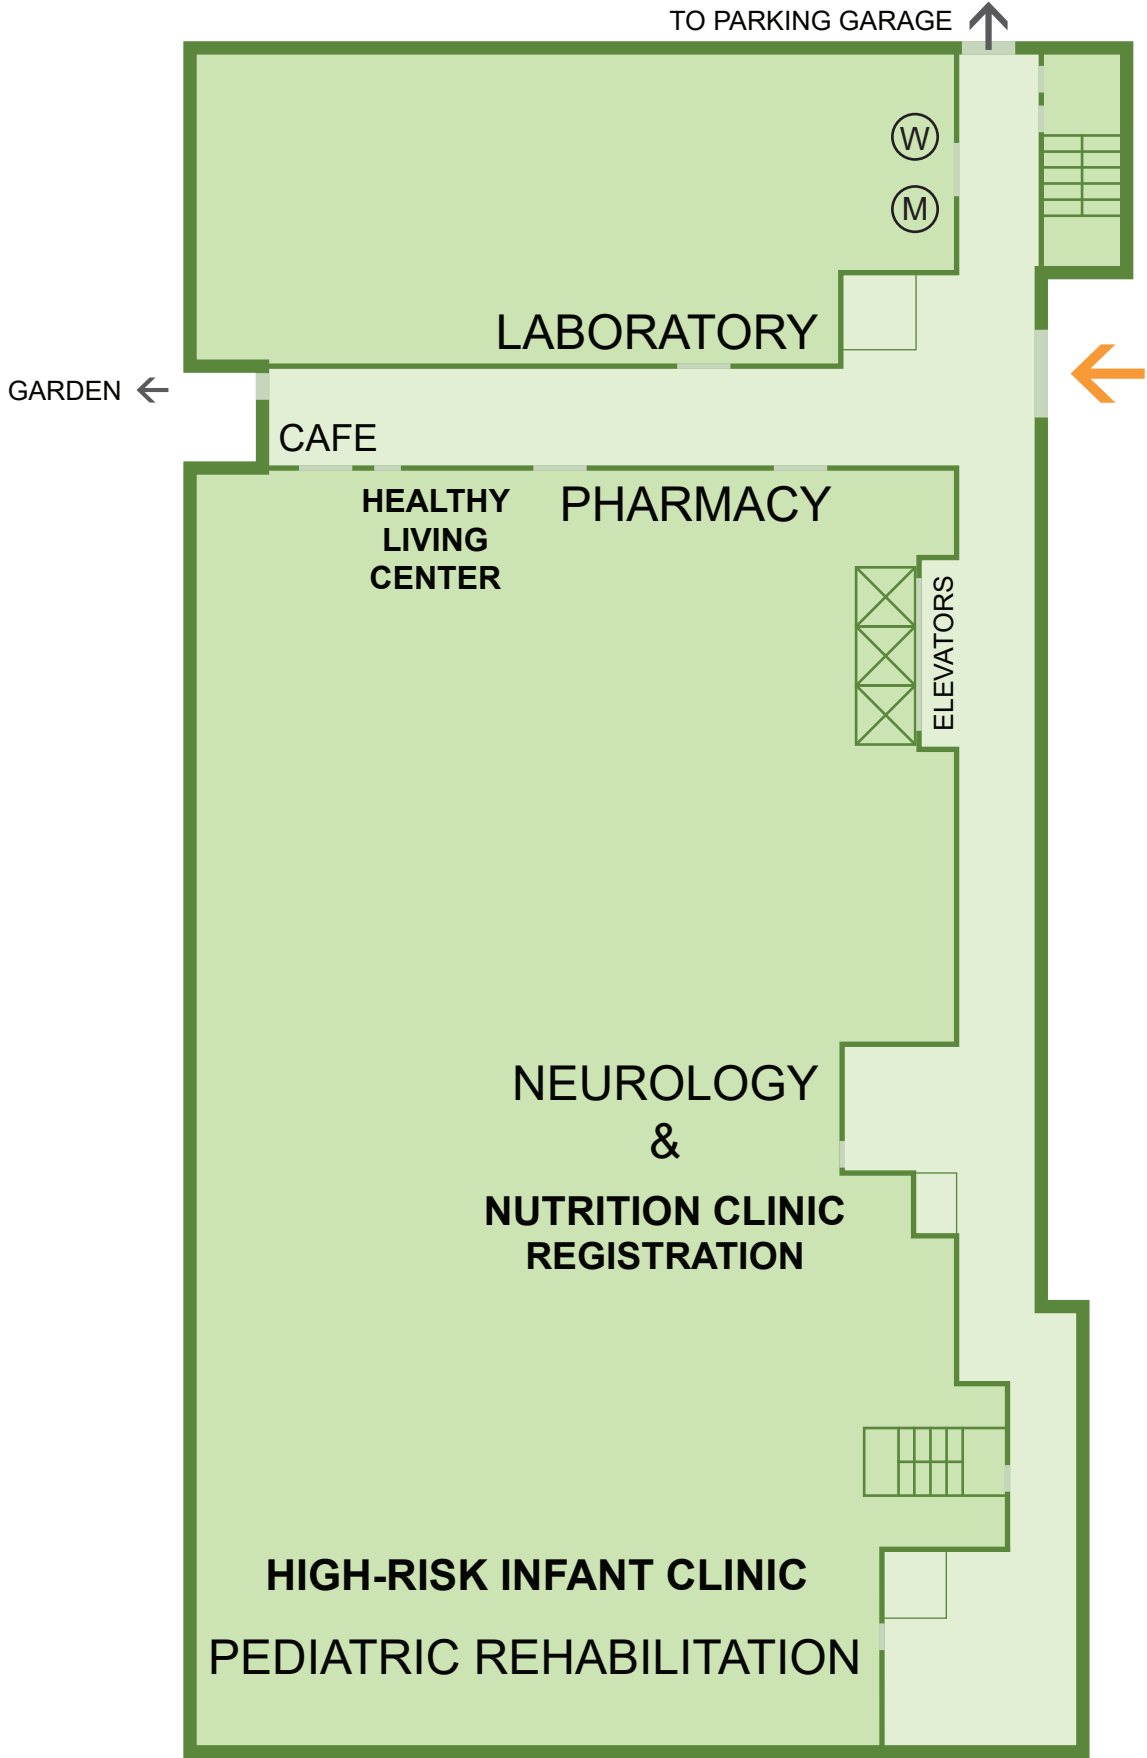 TO PARKING GARAGE
W
M
LABORATORY
GARDEN
CAFE
HEALTHY
LIVING
CENTER
PHARMACY
ELEVATORS
NEUROLOGY
&
NUTRITION CLINIC
REGISTRATION
HIGH-RISK INFANT CLINIC
PEDIATRIC REHABILITATION